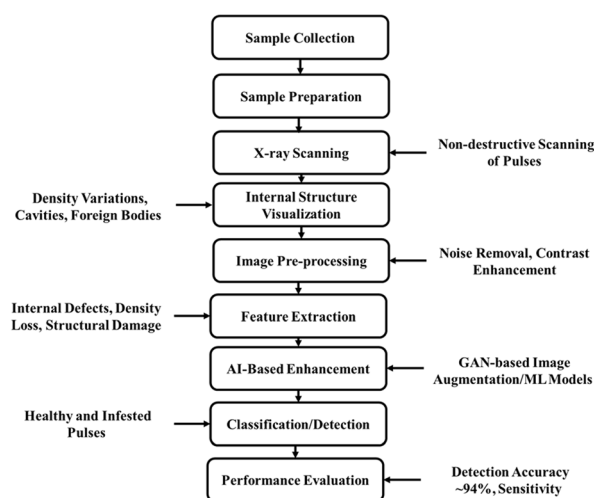 Sample Collection
Sample Preparation
X-ray Scanning
Non-destructive Scanning
of Pulses
Density Variations,
Cavities, Foreign Bodies
Internal Structure
Visualization
Image Pre-processing
Noise Removal, Contrast
Enhancement
Internal Defects, Density
Loss, Structural Damage
Feature Extraction
AI-Based Enhancement
GAN-based Image
Augmentation/ML Models
Healthy and Infested
Pulses
Classification/Detection
Performance Evaluation
Detection Accuracy
~94%, Sensitivity